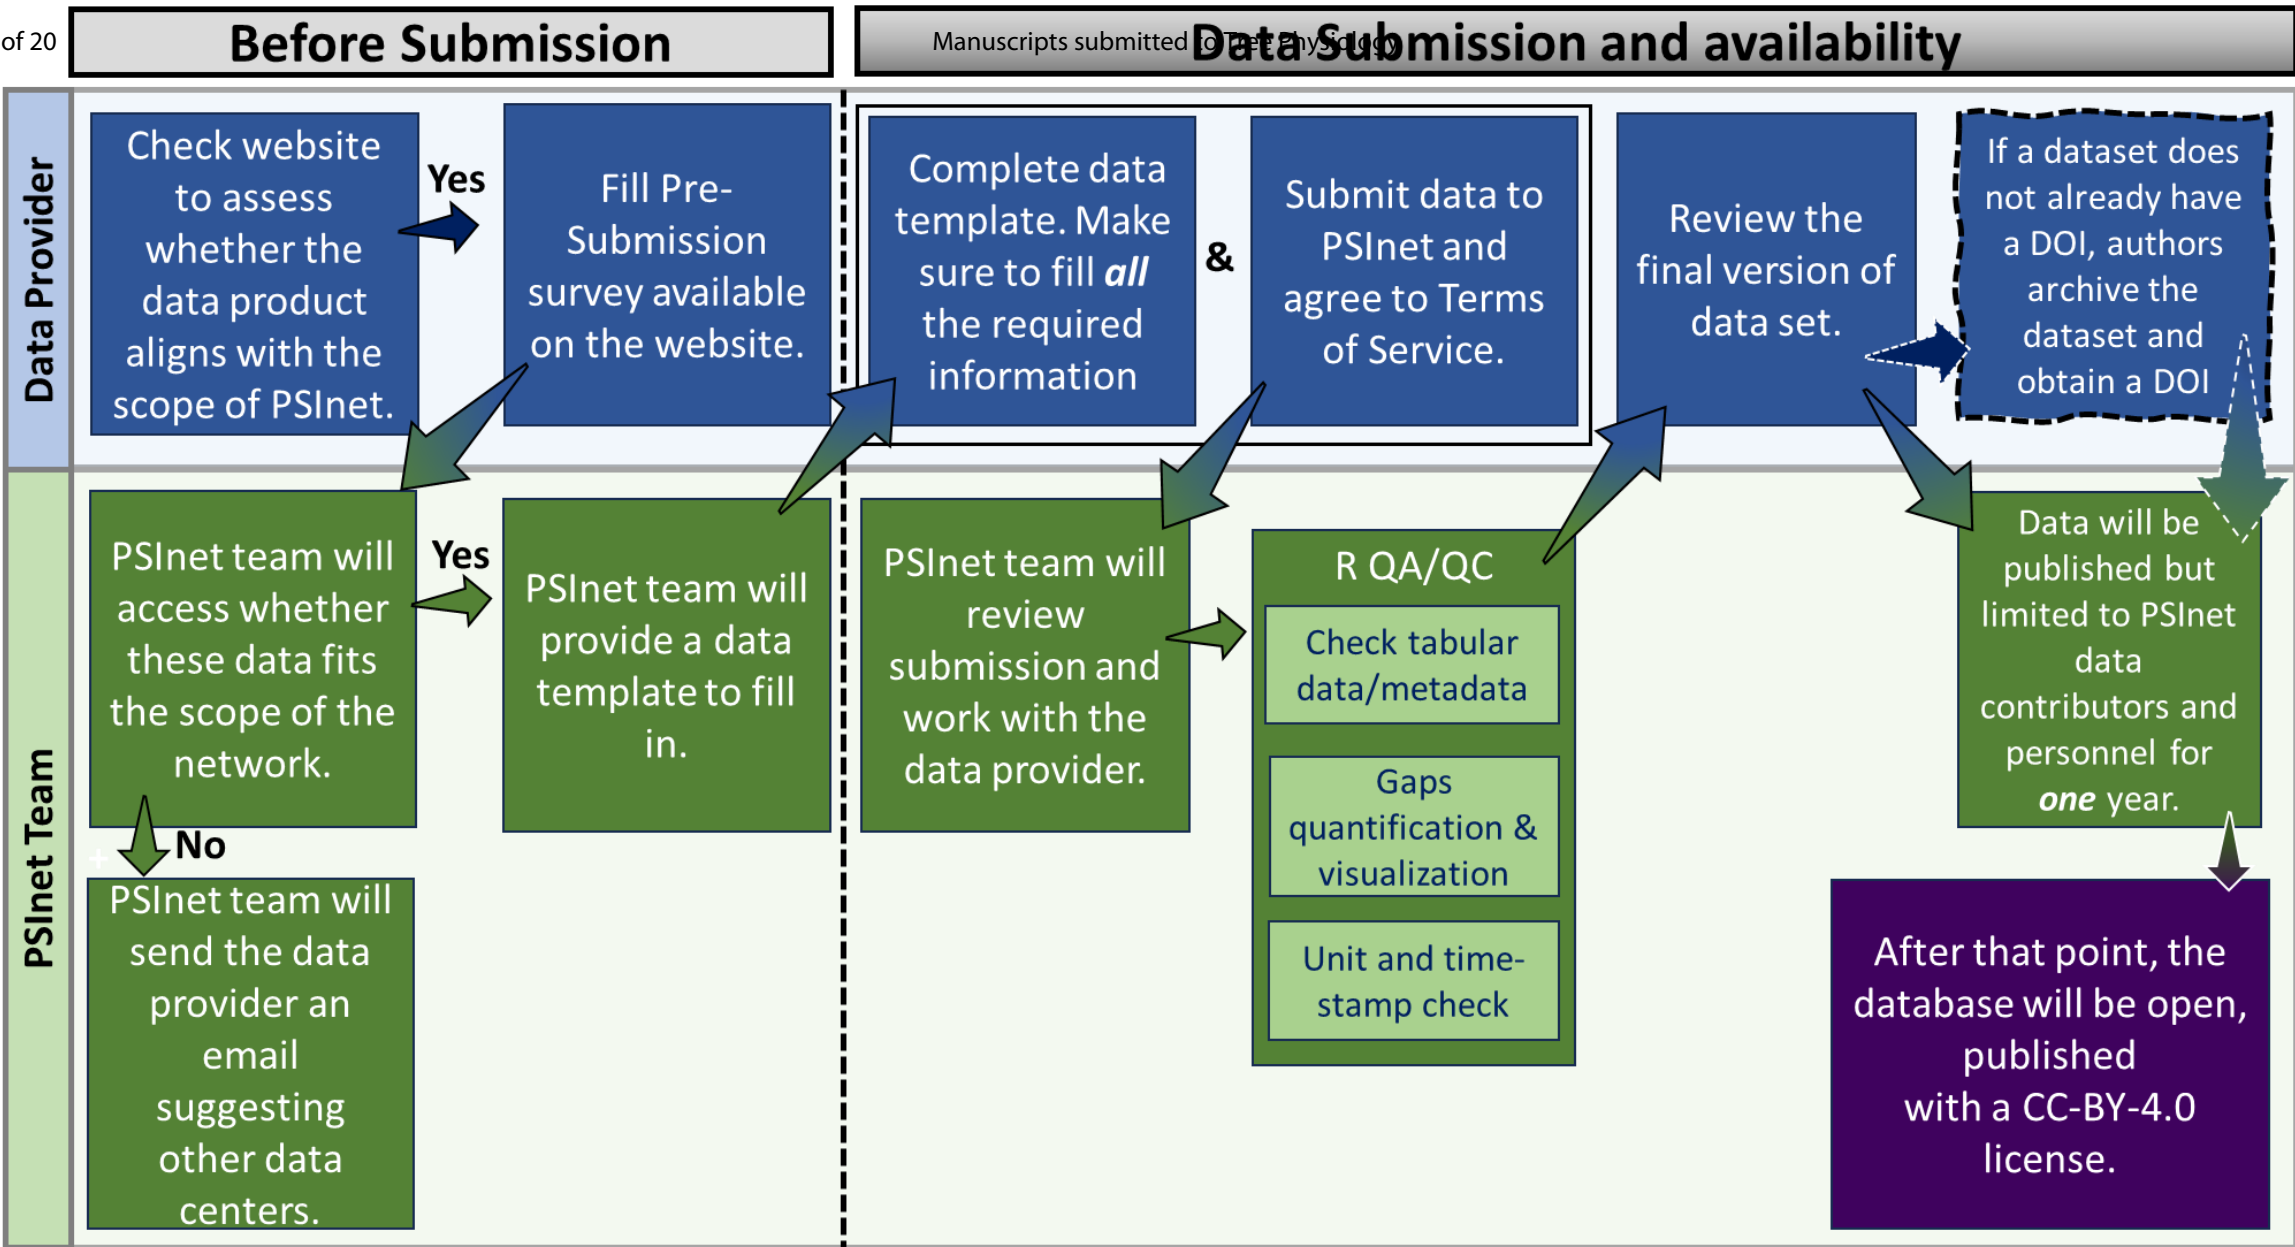 of 20
Before Submission
Manuscripts submitted to Tree Physiology
Data Submission and availability
Data Provider
Check website
to assess
whether the
data product
aligns with the
scope of PSInet.
Yes
Fill Pre-
Submission
survey available
on the website.
Complete data
template. Make
sure to fill all
the required
information
&
Submit data to
PSInet and
agree to Terms
of Service.
Review the
final version of
data set.
If a dataset does
not already have
a DOI, authors
archive the
dataset and
obtain a DOI
PSInet Team
PSInet team will
access whether
these data fits
the scope of the
network.
Yes
PSInet team will
provide a data
template to fill
in.
No
+
PSInet team will
send the data
provider an
email
suggesting
other data
centers.
PSInet team will
review
submission and
work with the
data provider.
R QA/QC
Check tabular
data/metadata
Gaps
quantification &
visualization
Unit and time-
stamp check
Data will be
published but
limited to PSInet
data
contributors and
personnel for
one year.
After that point, the
database will be open,
published
with a CC-BY-4.0
license.